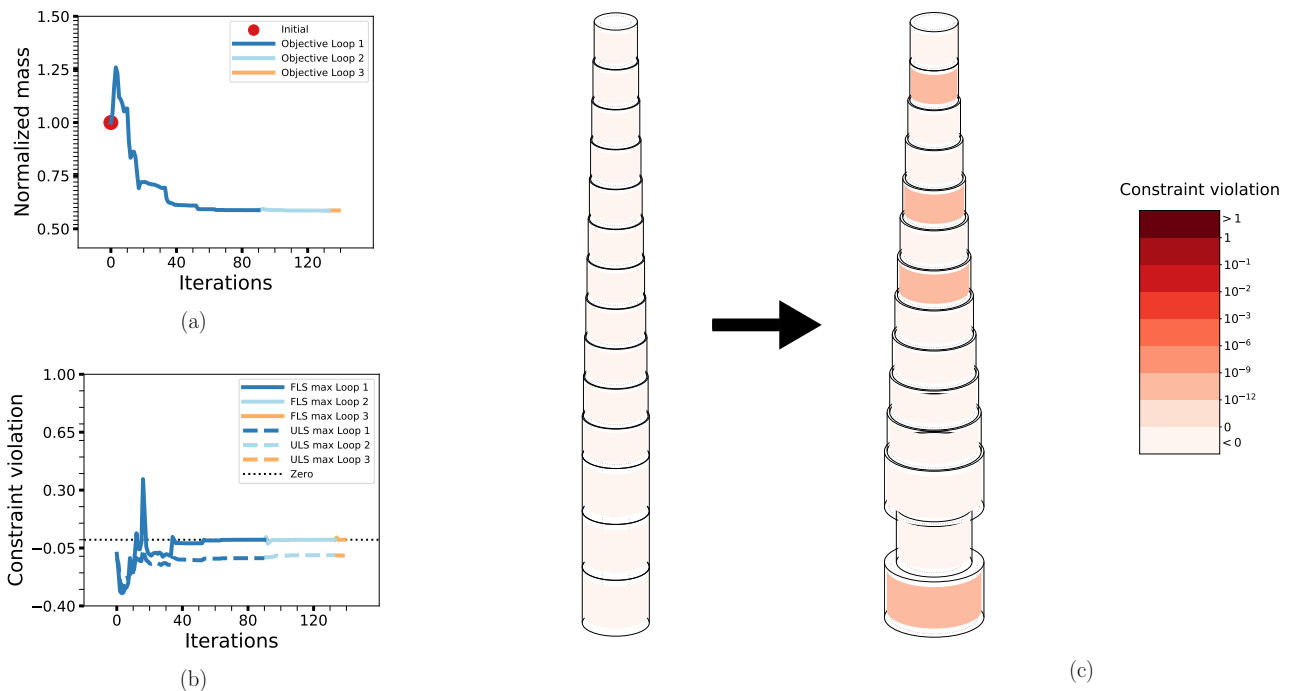 1.50
1.25
1.00
0.75
0.50
Normalized mass
Initial
Objective Loop 1
Objective Loop 2
Objective Loop 3
0 40 80 120
Iterations
(a)
1.00
0.65
0.30
−0.05
−0.40
Constraint violation
FLS max Loop 1
FLS max Loop 2
FLS max Loop 3
ULS max Loop 1
ULS max Loop 2
ULS max Loop 3
Zero
0 40 80 120
Iterations
(b)
Constraint violation
> 1
1
10⁻¹
10⁻²
10⁻³
10⁻⁶
10⁻⁹
10⁻¹²
0
< 0
(c)